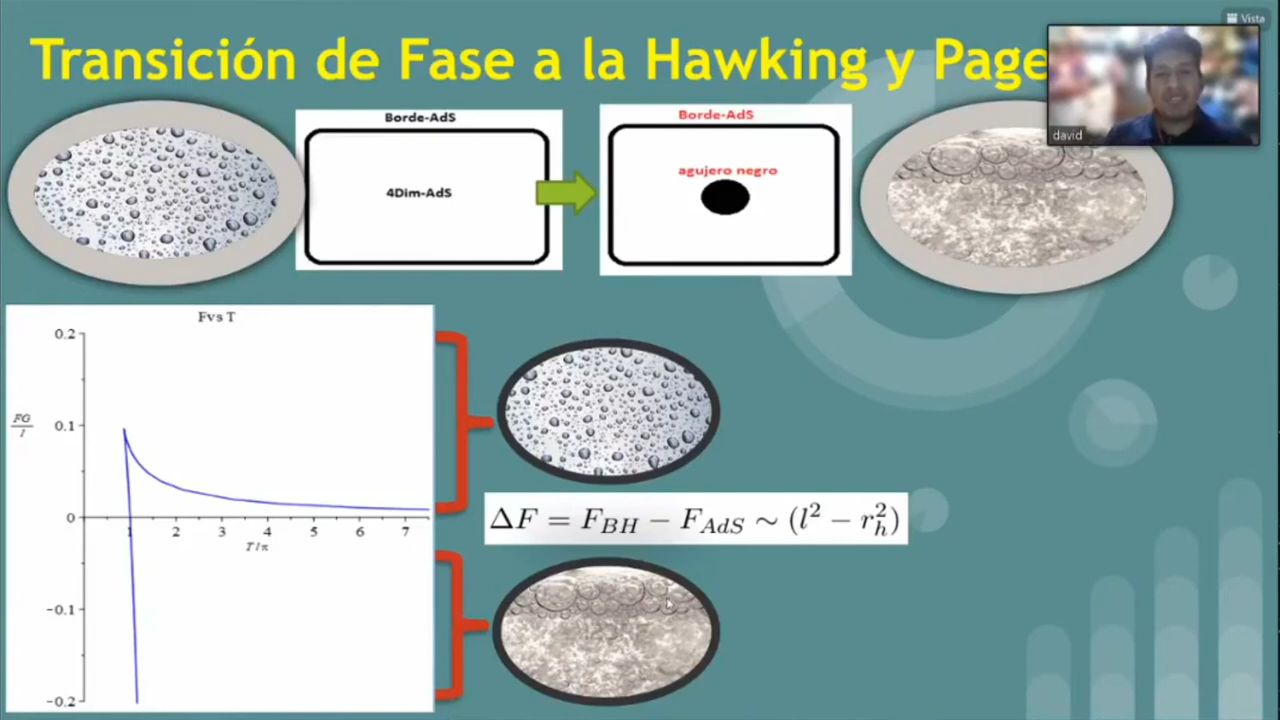 Vista
Transición de Fase a la Hawking y Page
david
Borde-AdS
4Dim-AdS
Borde-AdS
agujero negro
F vs T
FG
l
0.2
0.1
0
-0.1
-0.2
1 2 3 4 5 6 7
T l π
ΔF = F_BH − F_AdS ∼ (l² − r_h²)